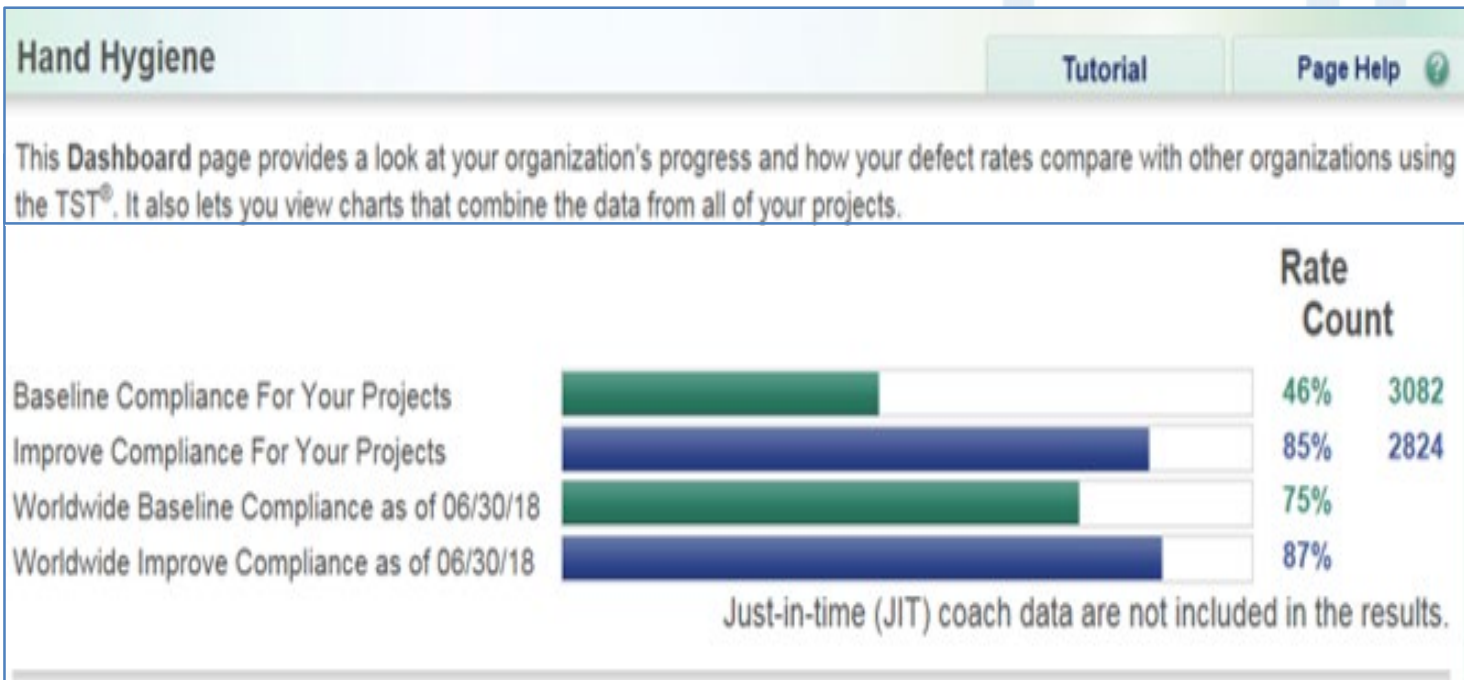 Hand Hygiene
Tutorial
Page Help ?
This Dashboard page provides a look at your organization's progress and how your defect rates compare with other organizations using
the TST®. It also lets you view charts that combine the data from all of your projects.
Rate
Count
Baseline Compliance For Your Projects 46% 3082
Improve Compliance For Your Projects 85% 2824
Worldwide Baseline Compliance as of 06/30/18 75%
Worldwide Improve Compliance as of 06/30/18 87%
Just-in-time (JIT) coach data are not included in the results.